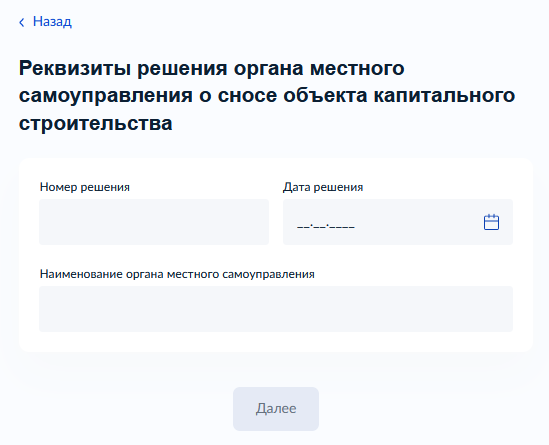 Назад
Реквизиты решения органа местного
самоуправления о сносе объекта капитального
строительства
Номер решения
Дата решения
__.__.____
Наименование органа местного самоуправления
Далее